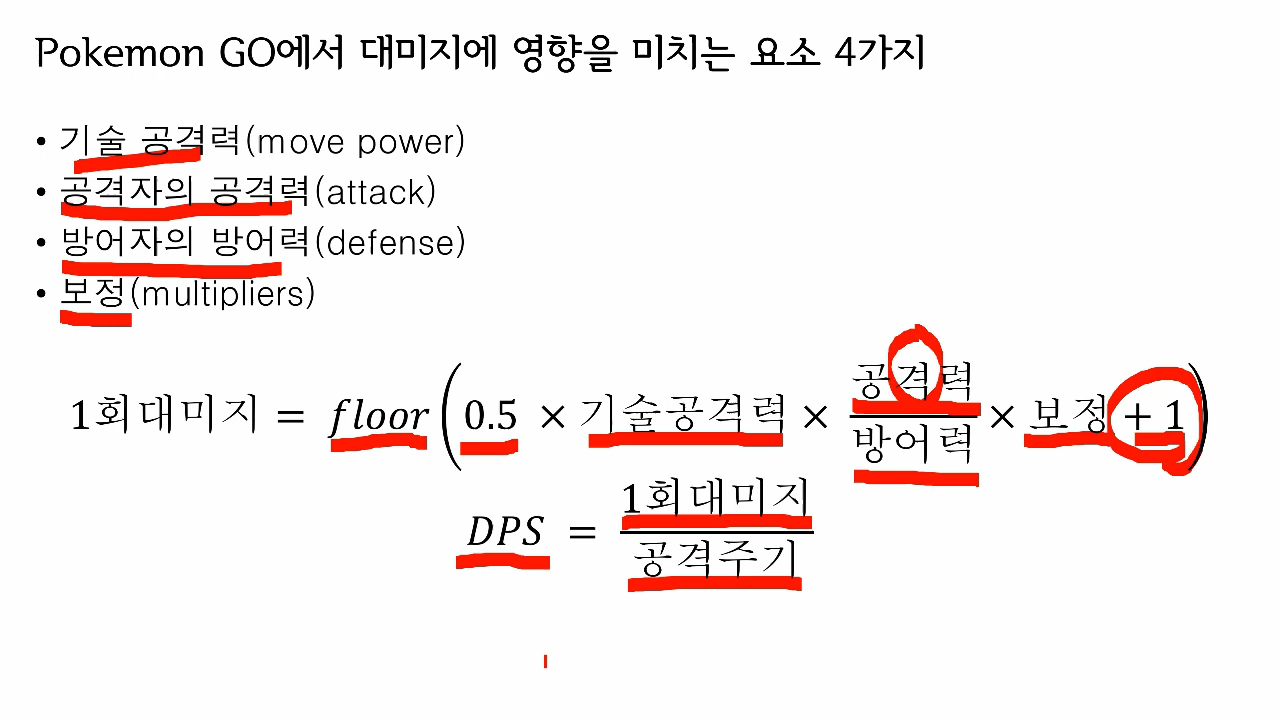 Pokemon GO에서 대미지에 영향을 미치는 요소 4가지
• 기술 공격력(move power)
• 공격자의 공격력(attack)
• 방어자의 방어력(defense)
• 보정(multipliers)
1회대미지 = floor(0.5 × 기술공격력 × 공격력/방어력 × 보정 + 1)
DPS = 1회대미지/공격주기